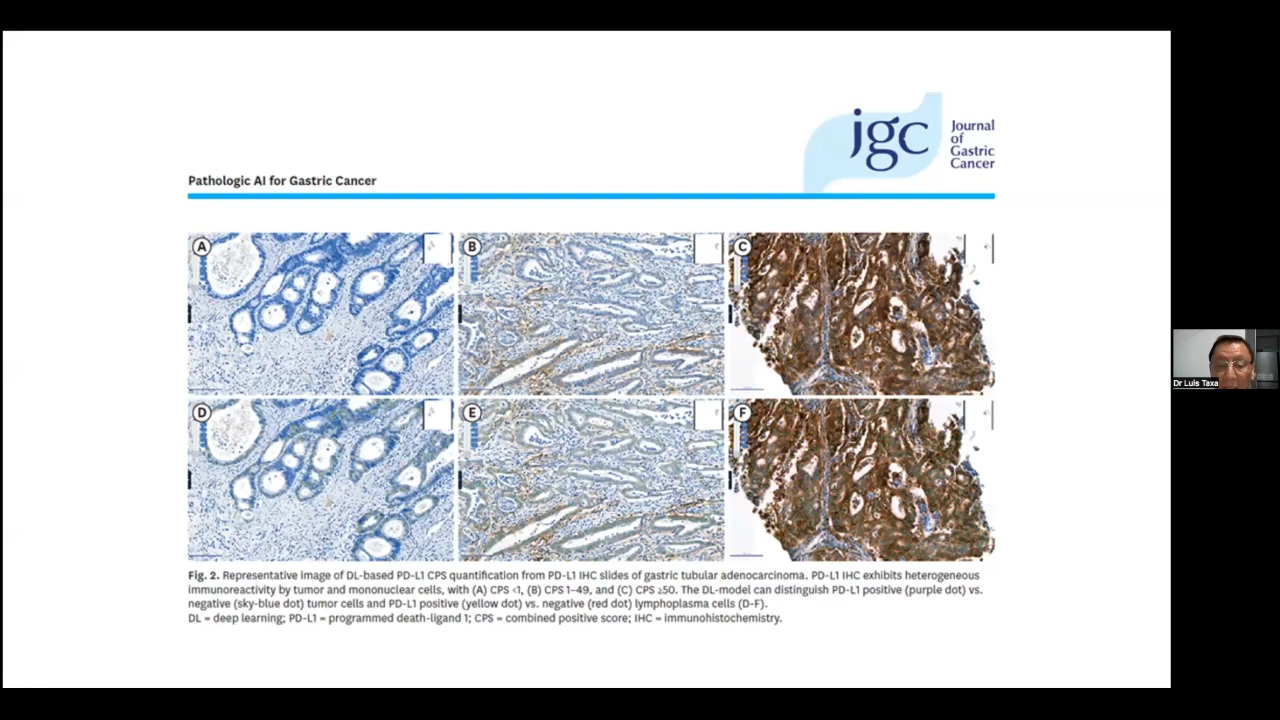 jgc
Journal
of
Gastric
Cancer
Pathologic AI for Gastric Cancer
A
B
C
D
E
F
Dr Luis Taxa
Fig. 2. Representative image of DL-based PD-L1 CPS quantification from PD-L1 IHC slides of gastric tubular adenocarcinoma. PD-L1 IHC exhibits heterogeneous
immunoreactivity by tumor and mononuclear cells, with (A) CPS <1, (B) CPS 1–49, and (C) CPS ≥50. The DL-model can distinguish PD-L1 positive (purple dot) vs.
negative (sky-blue dot) tumor cells and PD-L1 positive (yellow dot) vs. negative (red dot) lymphoplasma cells (D-F).
DL = deep learning; PD-L1 = programmed death-ligand 1; CPS = combined positive score; IHC = immunohistochemistry.